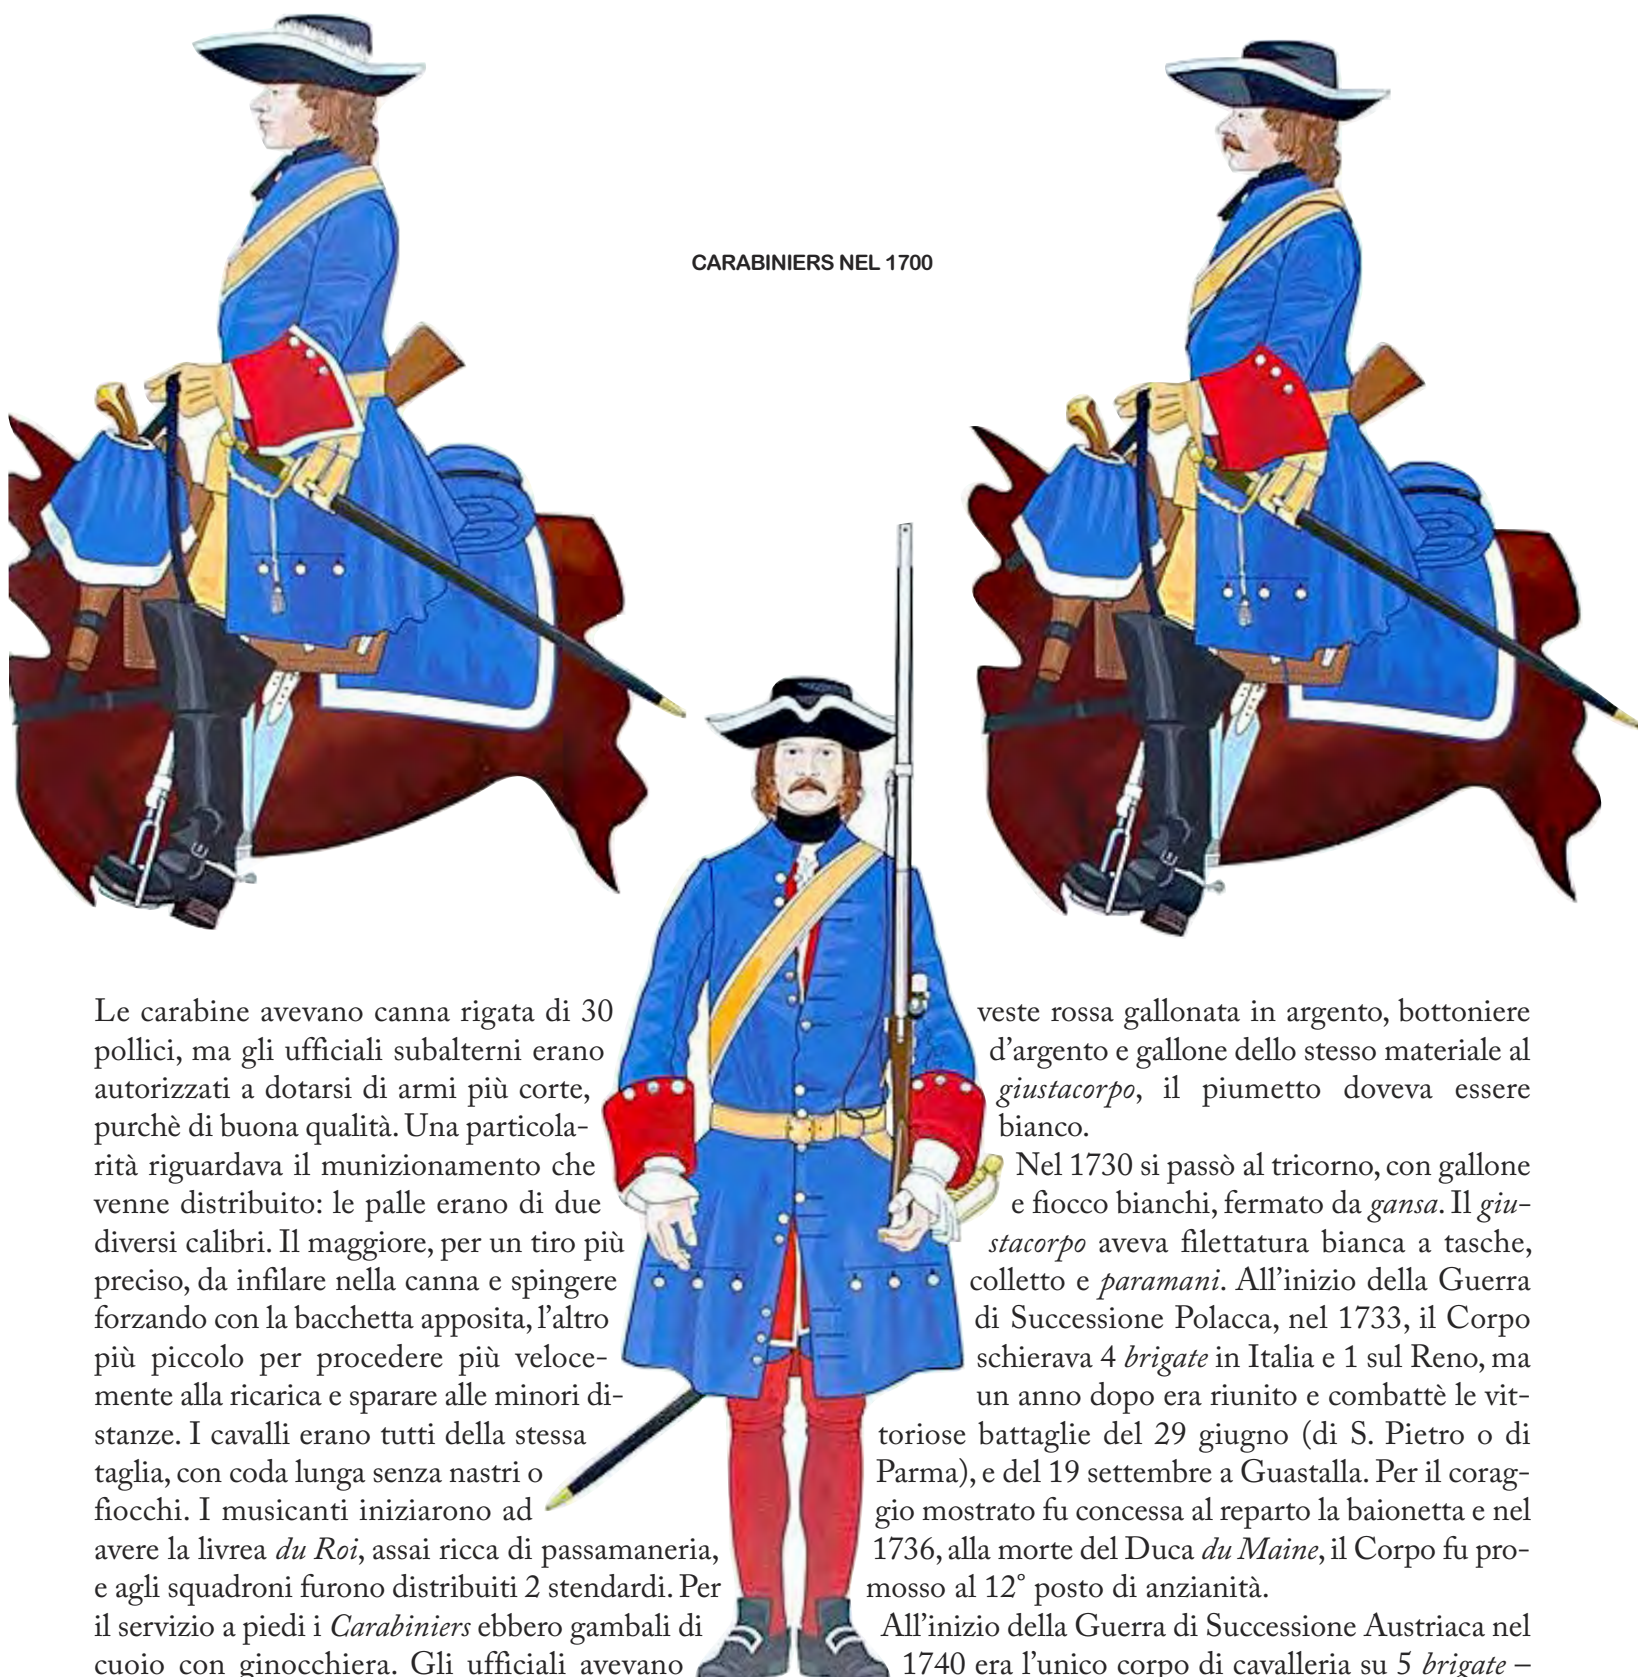 CARABINIERS NEL 1700
Le carabine avevano canna rigata di 30
pollici, ma gli ufficiali subalterni erano
autorizzati a dotarsi di armi più corte,
purchè di buona qualità. Una particola-
rità riguardava il munizionamento che
venne distribuito: le palle erano di due
diversi calibri. Il maggiore, per un tiro più
preciso, da infilare nella canna e spingere
forzando con la bacchetta apposita, l'altro
più piccolo per procedere più veloce-
mente alla ricarica e sparare alle minori di-
stanze. I cavalli erano tutti della stessa
taglia, con coda lunga senza nastri o
fiocchi. I musicanti iniziarono ad
avere la livrea du Roi, assai ricca di passamaneria,
e agli squadroni furono distribuiti 2 stendardi. Per
il servizio a piedi i Carabiniers ebbero gambali di
cuoio con ginocchiera. Gli ufficiali avevano
veste rossa gallonata in argento, bottoniere
d'argento e gallone dello stesso materiale al
giustacorpo, il piumetto doveva essere
bianco.
Nel 1730 si passò al tricorno, con gallone
e fiocco bianchi, fermato da gansa. Il giu-
stacorpo aveva filettatura bianca a tasche,
colletto e paramani. All'inizio della Guerra
di Successione Polacca, nel 1733, il Corpo
schierava 4 brigate in Italia e 1 sul Reno, ma
un anno dopo era riunito e combattè le vit-
toriose battaglie del 29 giugno (di S. Pietro o di
Parma), e del 19 settembre a Guastalla. Per il corag-
gio mostrato fu concessa al reparto la baionetta e nel
1736, alla morte del Duca du Maine, il Corpo fu pro-
mosso al 12° posto di anzianità.
All'inizio della Guerra di Successione Austriaca nel
1740 era l'unico corpo di cavalleria su 5 brigate –